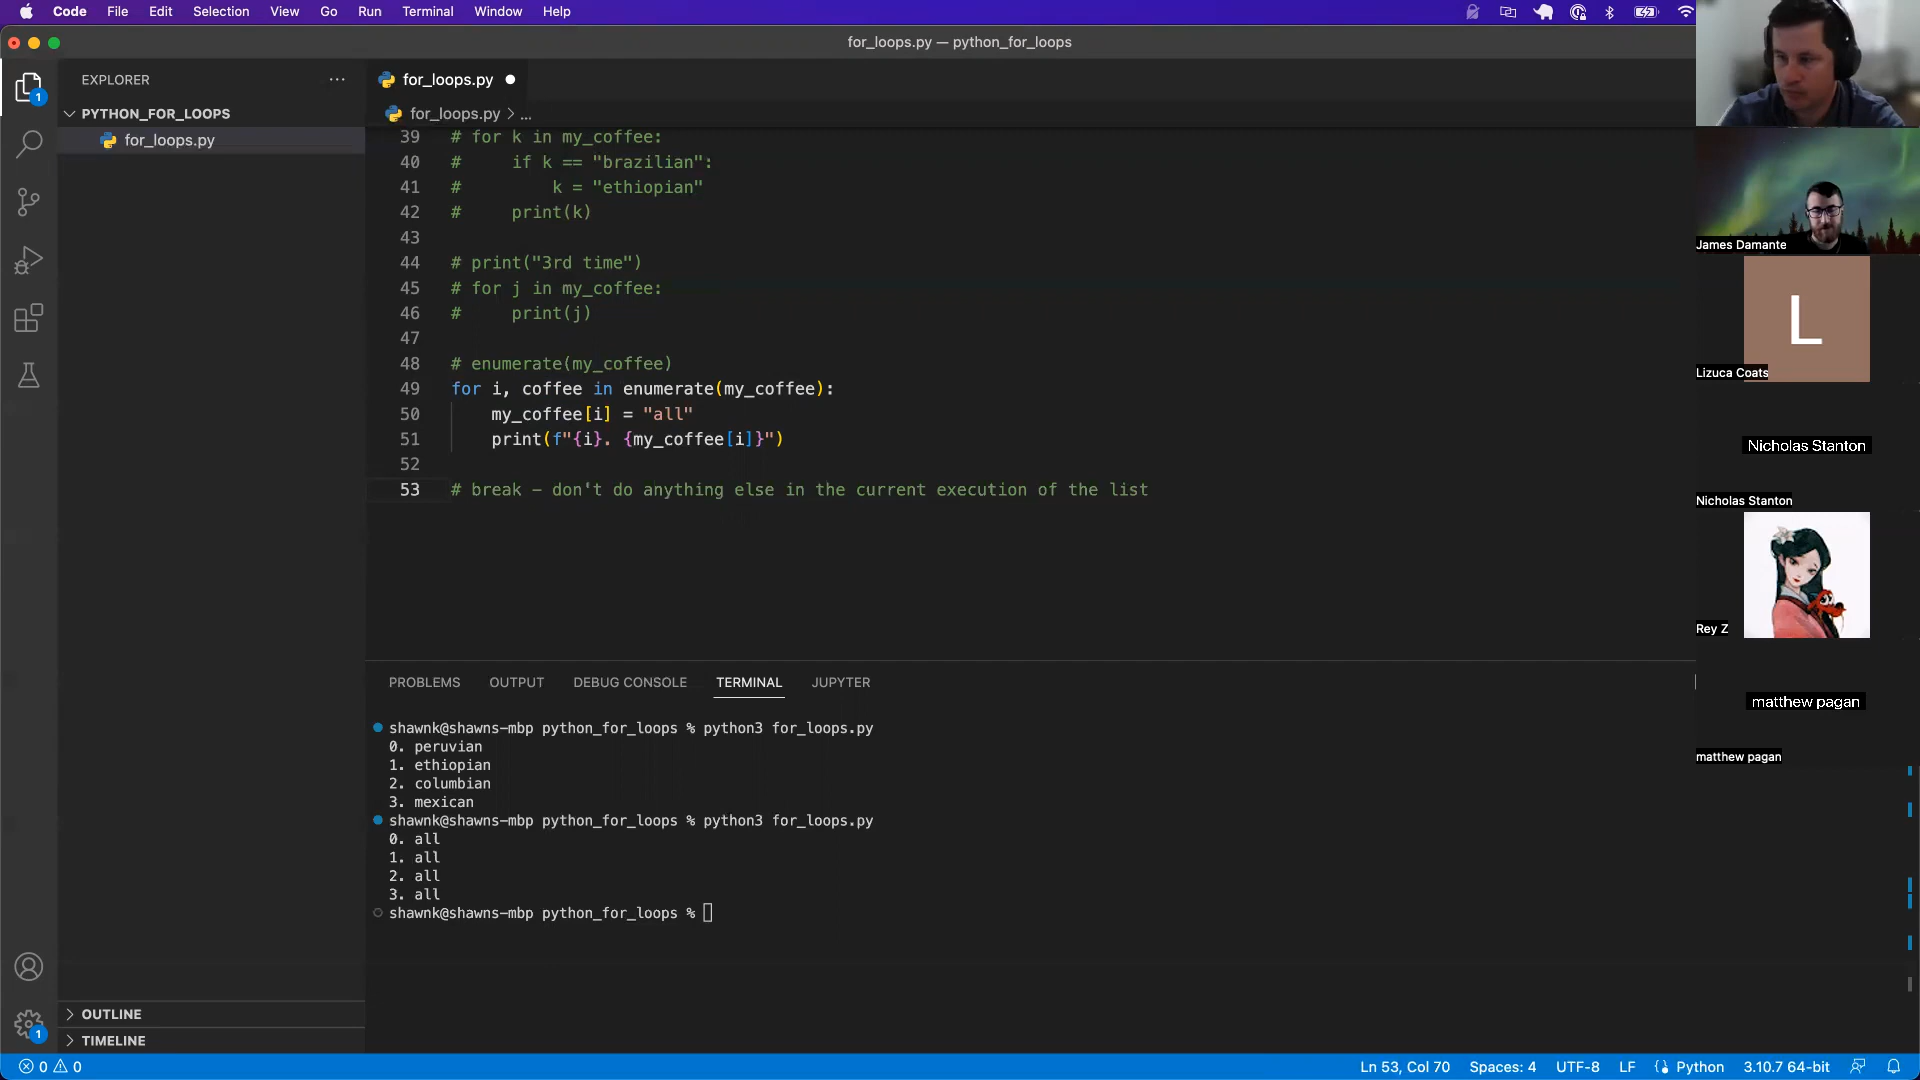 Code File Edit Selection View Go Run Terminal Window Help
for_loops.py — python_for_loops
EXPLORER
1
PYTHON_FOR_LOOPS
for_loops.py
for_loops.py
for_loops.py > ...
39 # for k in my_coffee:
40 #     if k == "brazilian":
41 #         k = "ethiopian"
42 #     print(k)
43
44 # print("3rd time")
45 # for j in my_coffee:
46 #     print(j)
47
48 # enumerate(my_coffee)
49 for i, coffee in enumerate(my_coffee):
50     my_coffee[i] = "all"
51     print(f"{i}. {my_coffee[i]}")
52
53 # break - don't do anything else in the current execution of the list
PROBLEMS OUTPUT DEBUG CONSOLE TERMINAL JUPYTER
shawnk@shawns-mbp python_for_loops % python3 for_loops.py
0. peruvian
1. ethiopian
2. columbian
3. mexican
shawnk@shawns-mbp python_for_loops % python3 for_loops.py
0. all
1. all
2. all
3. all
shawnk@shawns-mbp python_for_loops %
James Damante
L
Lizuca Coats
Nicholas Stanton
Nicholas Stanton
Rey Z
matthew pagan
matthew pagan
OUTLINE
1
TIMELINE
0 0
Ln 53, Col 70 Spaces: 4 UTF-8 LF Python 3.10.7 64-bit